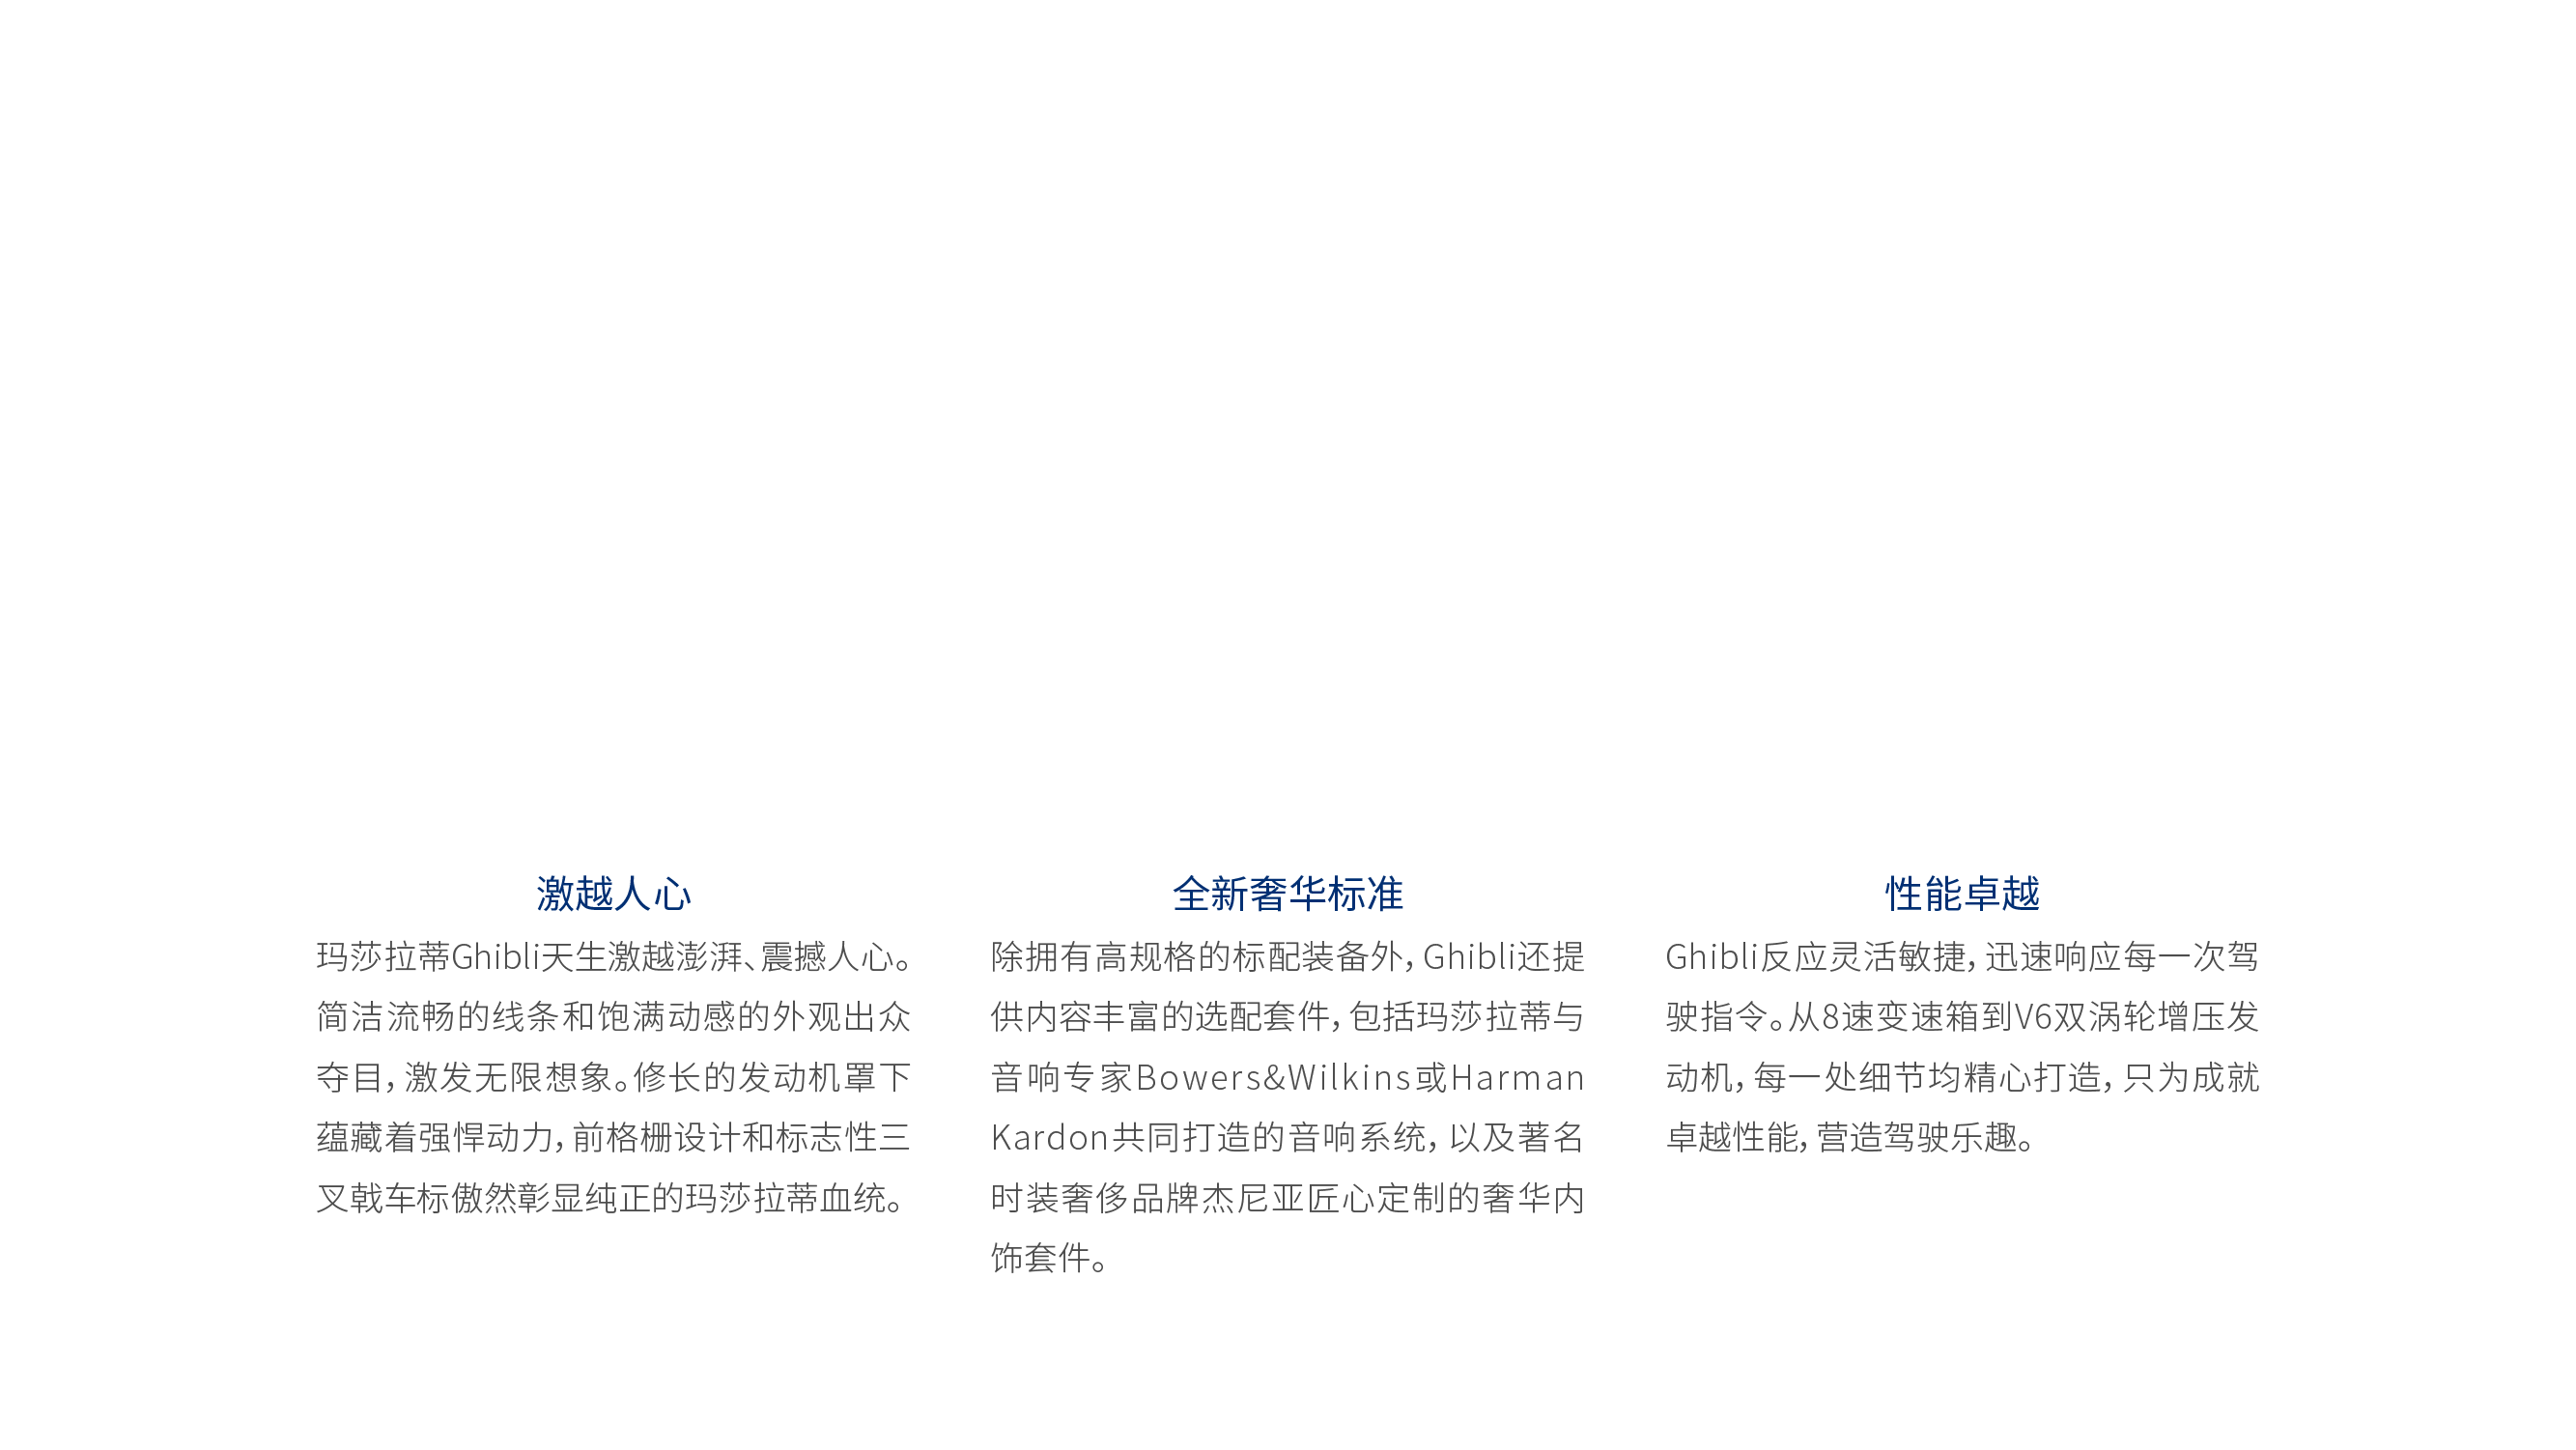 激越人心
玛莎拉蒂Ghibli天生激越澎湃、震撼人心。
简洁流畅的线条和饱满动感的外观出众
夺目，激发无限想象。修长的发动机罩下
蕴藏着强悍动力，前格栅设计和标志性三
叉戟车标傲然彰显纯正的玛莎拉蒂血统。
全新奢华标准
除拥有高规格的标配装备外，Ghibli还提
供内容丰富的选配套件，包括玛莎拉蒂与
音响专家Bowers&Wilkins或Harman
Kardon共同打造的音响系统，以及著名
时装奢侈品牌杰尼亚匠心定制的奢华内
饰套件。
性能卓越
Ghibli反应灵活敏捷，迅速响应每一次驾
驶指令。从8速变速箱到V6双涡轮增压发
动机，每一处细节均精心打造，只为成就
卓越性能，营造驾驶乐趣。